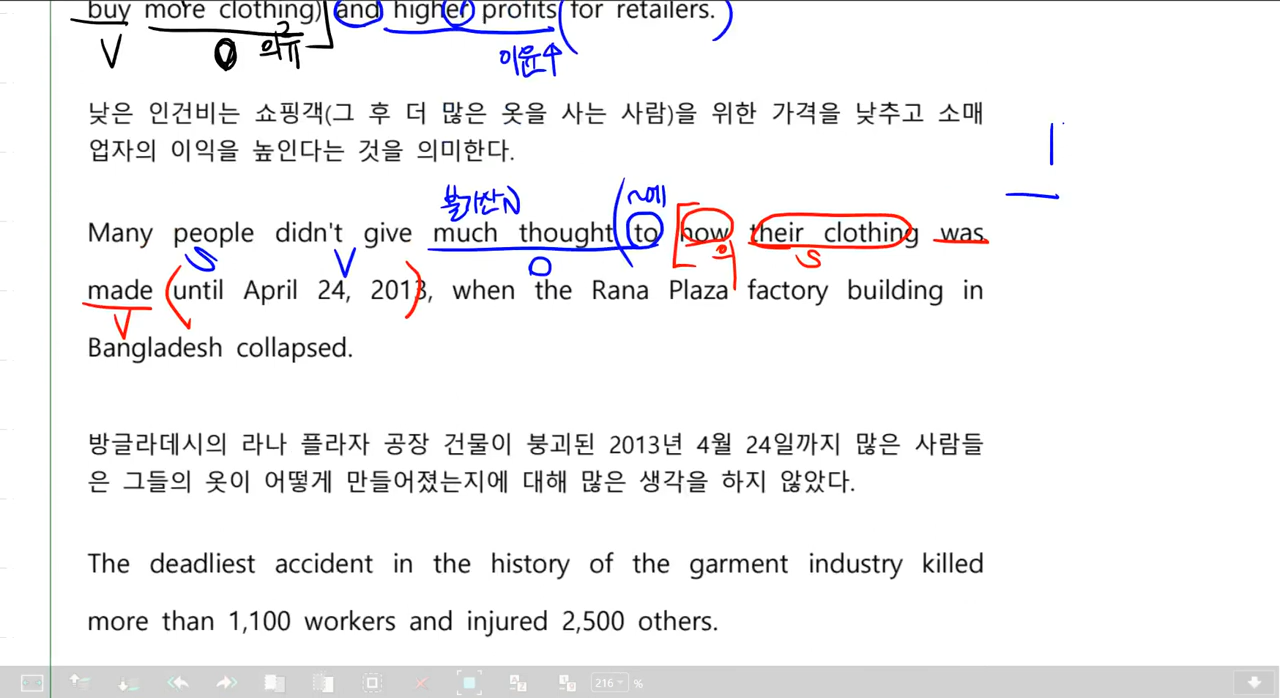 buy more clothing) and higher profits for retailers.
V O 의 이윤↑
낮은 인건비는 쇼핑객(그 후 더 많은 옷을 사는 사람)을 위한 가격을 낮추고 소매
업자의 이익을 높인다는 것을 의미한다.
불가싼N ~에
Many people didn't give much thought to how their clothing was
S V O S
made (until April 24, 2013, when the Rana Plaza factory building in
V
Bangladesh collapsed.
방글라데시의 라나 플라자 공장 건물이 붕괴된 2013년 4월 24일까지 많은 사람들
은 그들의 옷이 어떻게 만들어졌는지에 대해 많은 생각을 하지 않았다.
The deadliest accident in the history of the garment industry killed
more than 1,100 workers and injured 2,500 others.
216 %